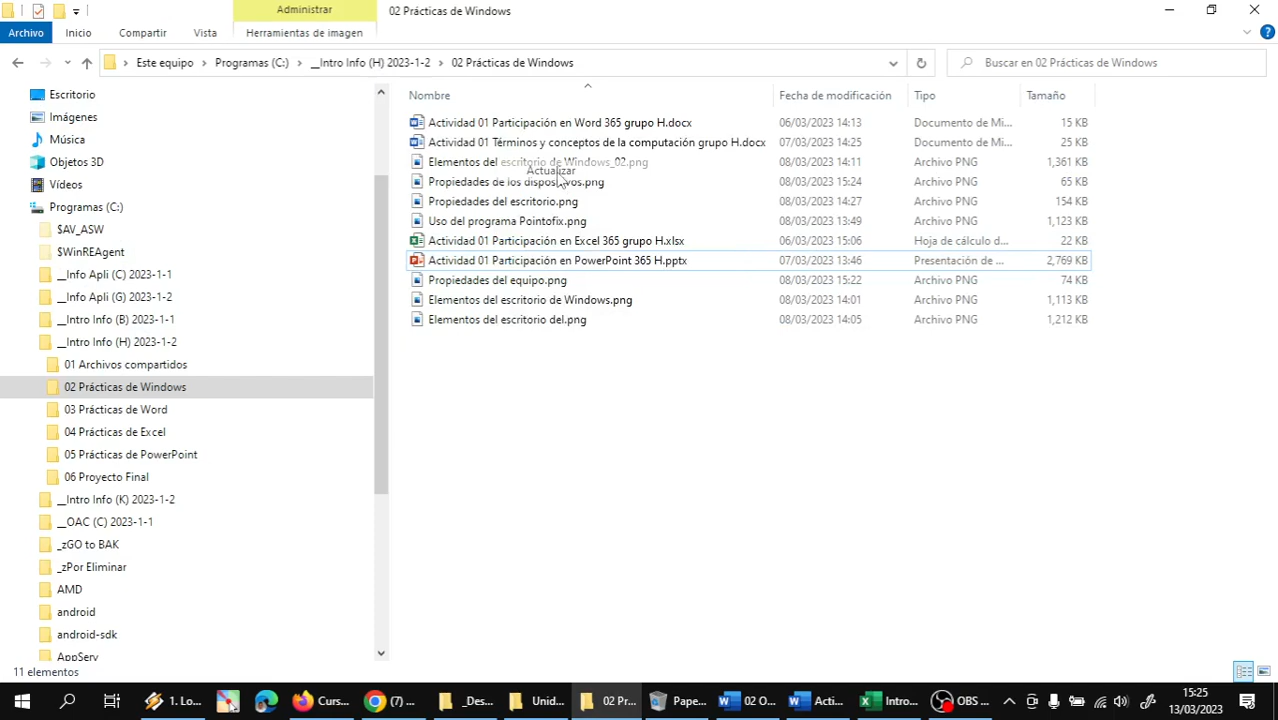 Administrar
02 Prácticas de Windows
Archivo
Inicio
Compartir
Vista
Herramientas de imagen
Este equipo
Programas (C:)
__Intro Info (H) 2023-1-2
02 Prácticas de Windows
Buscar en 02 Prácticas de Windows
Escritorio
Imágenes
Música
Objetos 3D
Vídeos
Programas (C:)
$AV_ASW
$WinREAgent
__Info Apli (C) 2023-1-1
__Info Apli (G) 2023-1-2
__Intro Info (B) 2023-1-1
__Intro Info (H) 2023-1-2
01 Archivos compartidos
02 Prácticas de Windows
03 Prácticas de Word
04 Prácticas de Excel
05 Prácticas de PowerPoint
06 Proyecto Final
__Intro Info (K) 2023-1-2
__OAC (C) 2023-1-1
_zGO to BAK
_zPor Eliminar
AMD
android
android-sdk
AppServ
Nombre Fecha de modificación Tipo Tamaño
Actividad 01 Participación en Word 365 grupo H.docx 06/03/2023 14:13 Documento de Mi... 15 KB
Actividad 01 Términos y conceptos de la computación grupo H.docx 07/03/2023 14:25 Documento de Mi... 25 KB
Elementos del escritorio de Windows_02.png 08/03/2023 14:11 Archivo PNG 1,361 KB
Actualizar
Propiedades de los dispositivos.png 08/03/2023 15:24 Archivo PNG 65 KB
Propiedades del escritorio.png 08/03/2023 14:27 Archivo PNG 154 KB
Uso del programa Pointofix.png 08/03/2023 13:49 Archivo PNG 1,123 KB
Actividad 01 Participación en Excel 365 grupo H.xlsx 06/03/2023 15:06 Hoja de cálculo d... 22 KB
Actividad 01 Participación en PowerPoint 365 H.pptx 07/03/2023 13:46 Presentación de ... 2,769 KB
Propiedades del equipo.png 08/03/2023 15:22 Archivo PNG 74 KB
Elementos del escritorio de Windows.png 08/03/2023 14:01 Archivo PNG 1,113 KB
Elementos del escritorio del.png 08/03/2023 14:05 Archivo PNG 1,212 KB
11 elementos
1. Lo...
Curs...
(7) ...
_Des...
Unid...
02 Pr...
Pape...
02 O...
Acti...
Intro...
OBS ...
15:25
13/03/2023